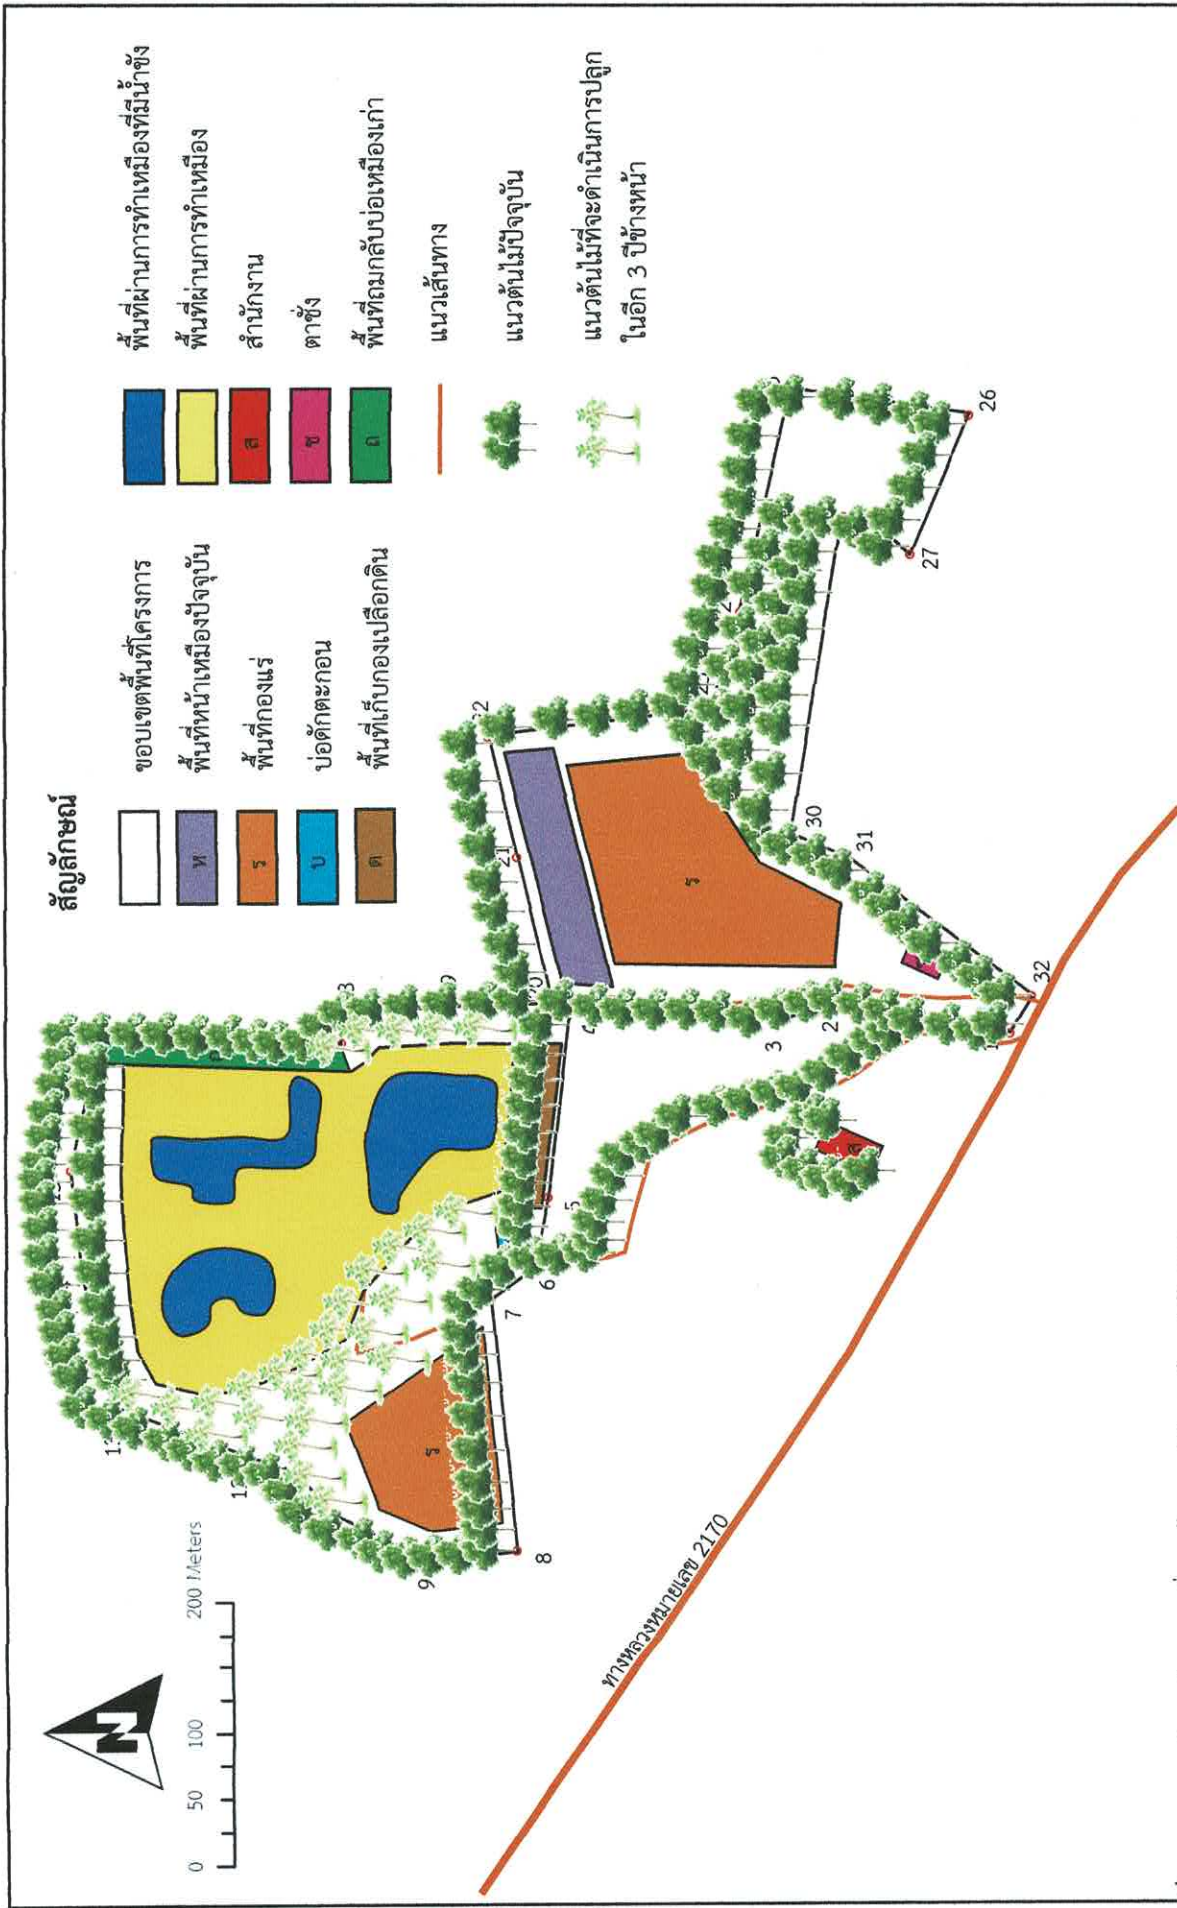 สัญลักษณ์
ขอบเขตพื้นที่โครงการ
ห พื้นที่หน้าเหมืองปัจจุบัน
ร พื้นที่กองแร่
บ บ่อดักตะกอน
ด พื้นที่เก็บกองเปลือกดิน
พื้นที่ผ่านการทำเหมืองที่มีน้ำขัง
พื้นที่ผ่านการทำเหมือง
ส สำนักงาน
ช ตาชั่ง
ถ พื้นที่ถมกลับบ่อเหมืองเก่า
แนวเส้นทาง
แนวต้นไม้ปัจจุบัน
แนวต้นไม้ที่จะดำเนินการปลูก
ในอีก 3 ปีข้างหน้า
N
0 50 100 200 Meters
9
8
7
6
5
3
2
21
30
31
32
27
26
ร
ร
ส
ทางหลวงหมายเลข 2170